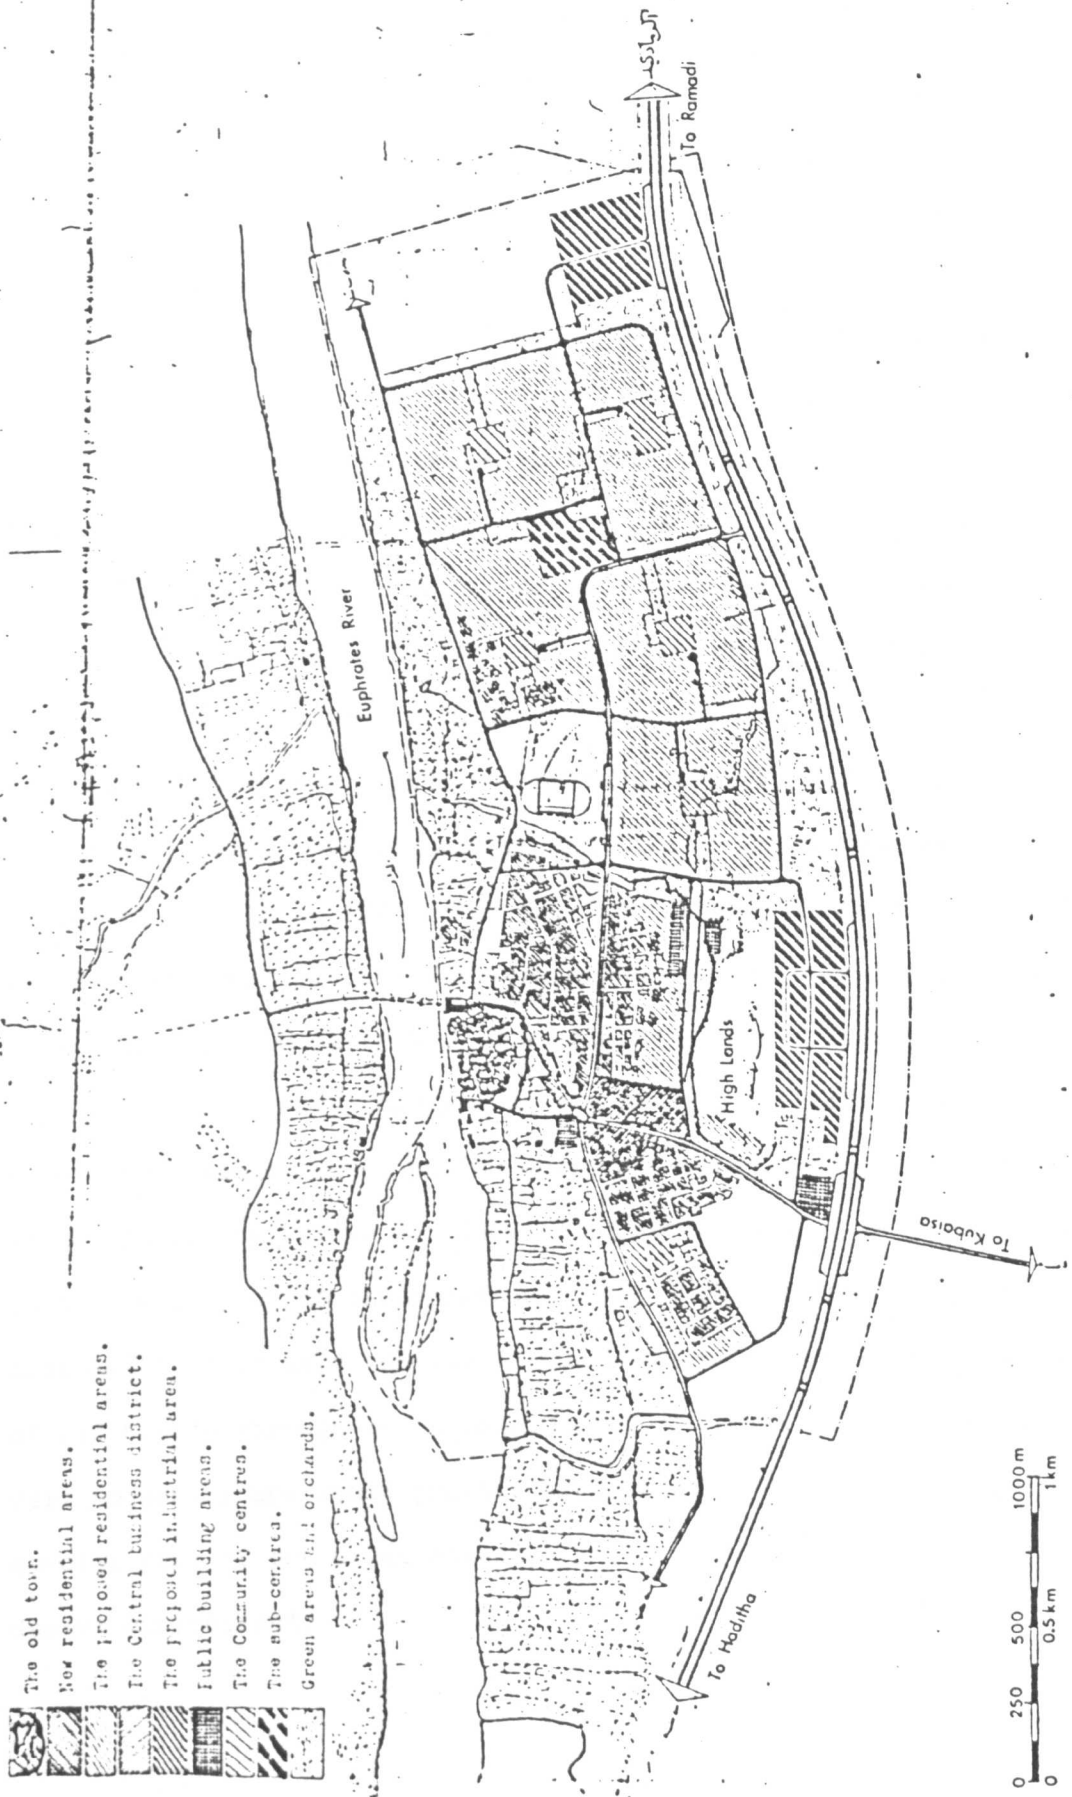 The old town.
New residential areas.
The proposed residential areas.
The Central business district.
The proposed industrial area.
Public building areas.
The Community centres.
The sub-centres.
Green areas and orchards.
Euphrates River
High Lands
To Ramadi
الرمادي
To Kubaisa
To Haditha
0 250 500 1000 m
0 0.5 km 1 km